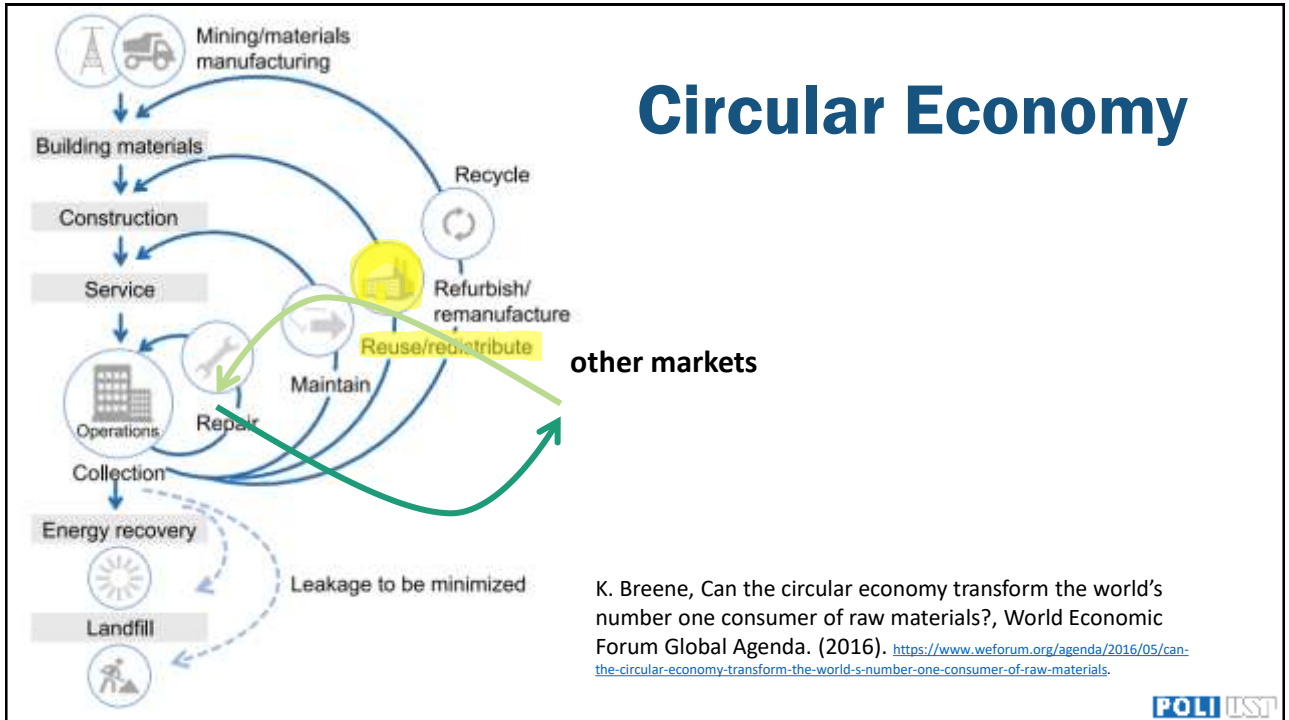 Circular Economy
Mining/materials
manufacturing
Building materials
Construction
Service
Operations
Collection
Repair
Maintain
Reuse/redistribute
Refurbish/
remanufacture
Recycle
other markets
Energy recovery
Leakage to be minimized
Landfill
K. Breene, Can the circular economy transform the world's
number one consumer of raw materials?, World Economic
Forum Global Agenda. (2016). https://www.weforum.org/agenda/2016/05/can-
the-circular-economy-transform-the-world-s-number-one-consumer-of-raw-materials.
POLI USP